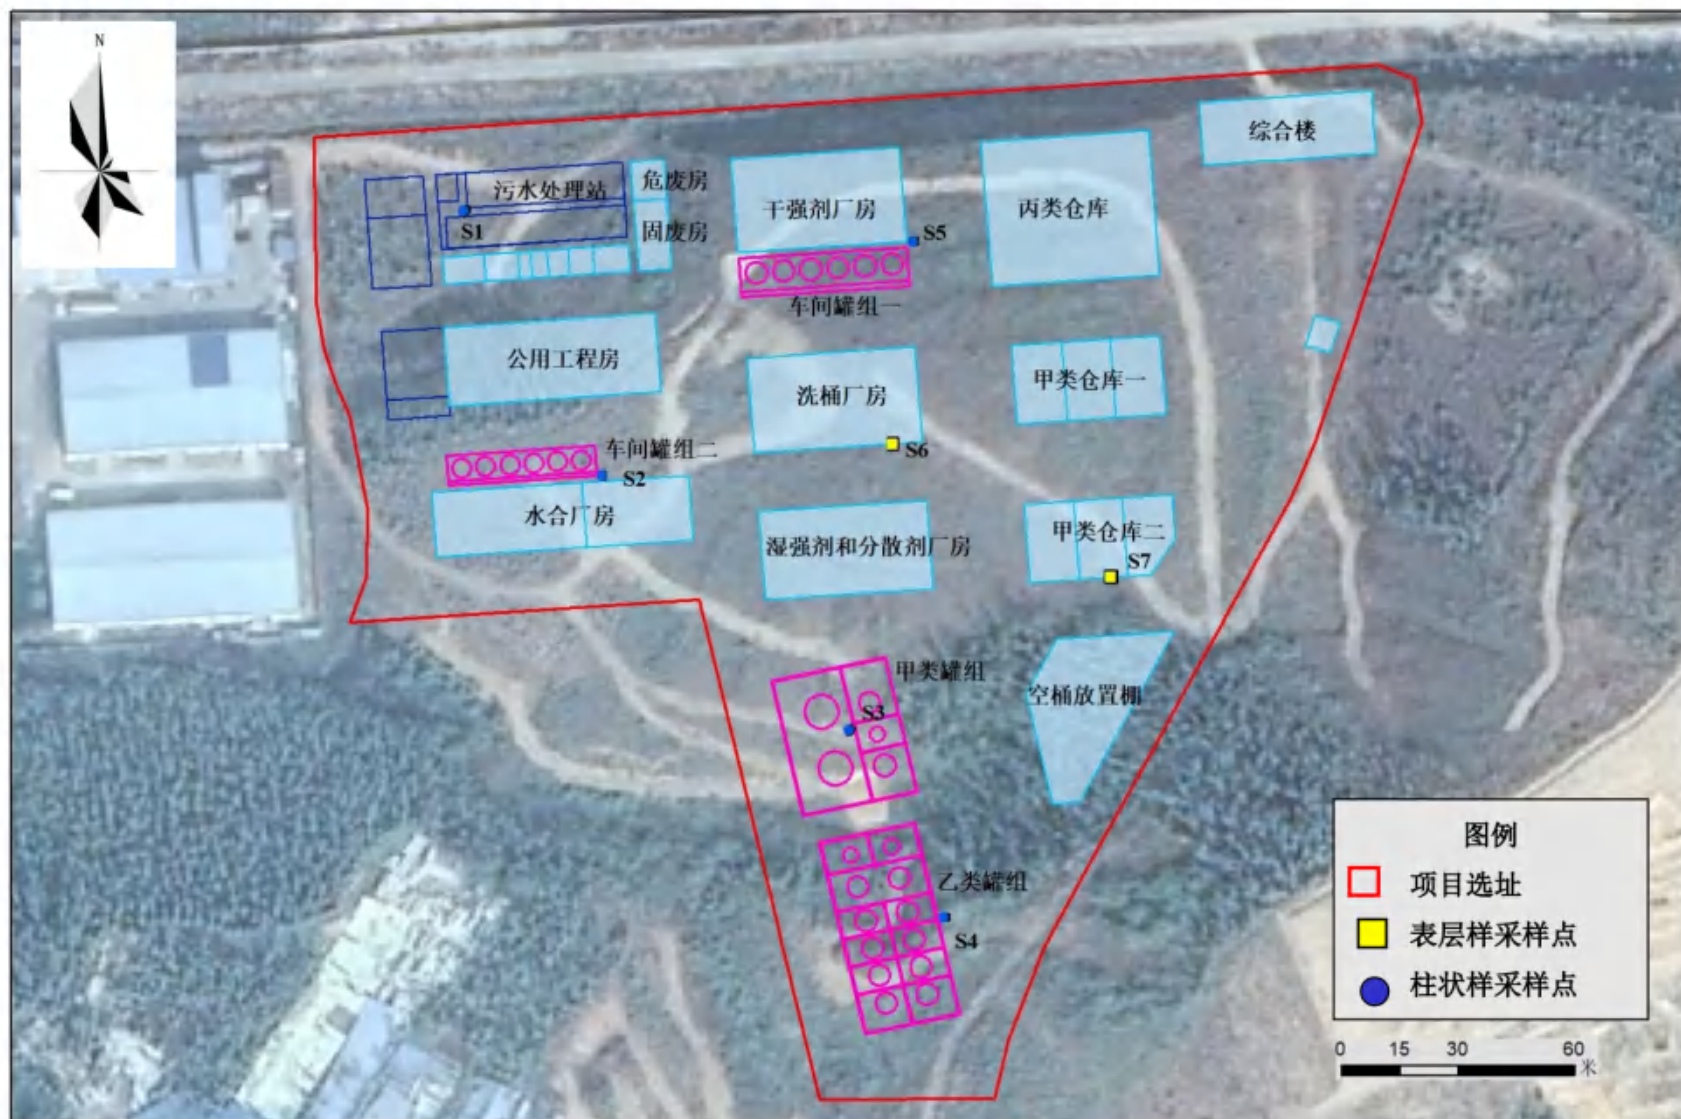 N
综合楼
污水处理站
危废房
S1
固废房
干强剂厂房
丙类仓库
S5
车间罐组一
公用工程房
洗桶厂房
甲类仓库一
车间罐组二
S6
S2
水合厂房
湿强剂和分散剂厂房
甲类仓库二
S7
甲类罐组
S3
空桶放置棚
乙类罐组
S4
图例
项目选址
表层样采样点
柱状样采样点
0 15 30 60
米